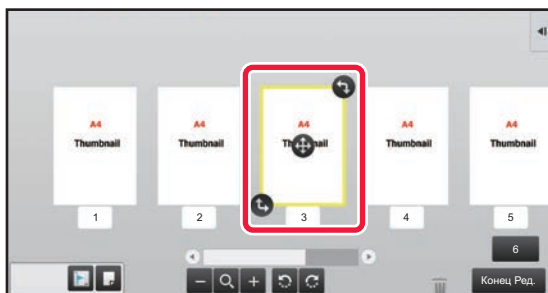 A4 A4 A4 A4 A4
Thumbnail Thumbnail Thumbnail Thumbnail Thumbnail
1 2 3 4 5
6
Конец Ред.